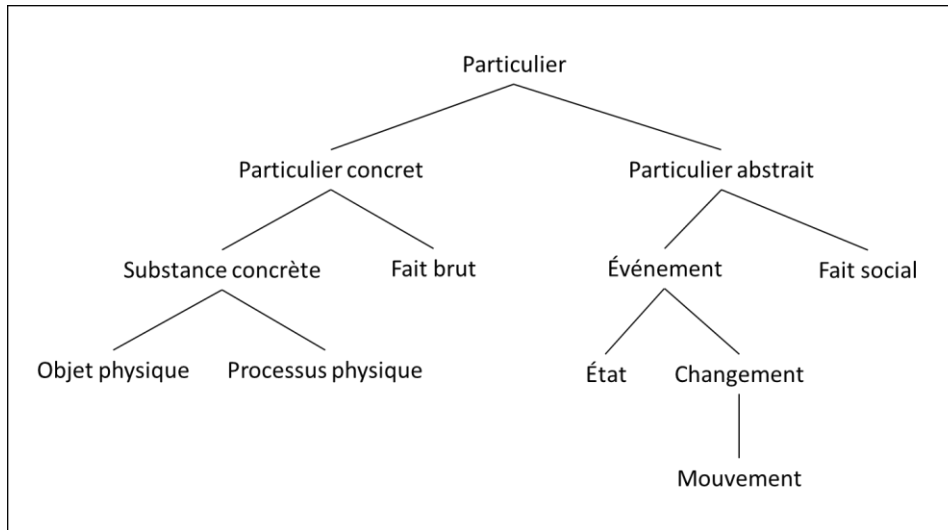 Particulier
Particulier concret
Particulier abstrait
Substance concrète
Fait brut
Événement
Fait social
Objet physique
Processus physique
État
Changement
Mouvement